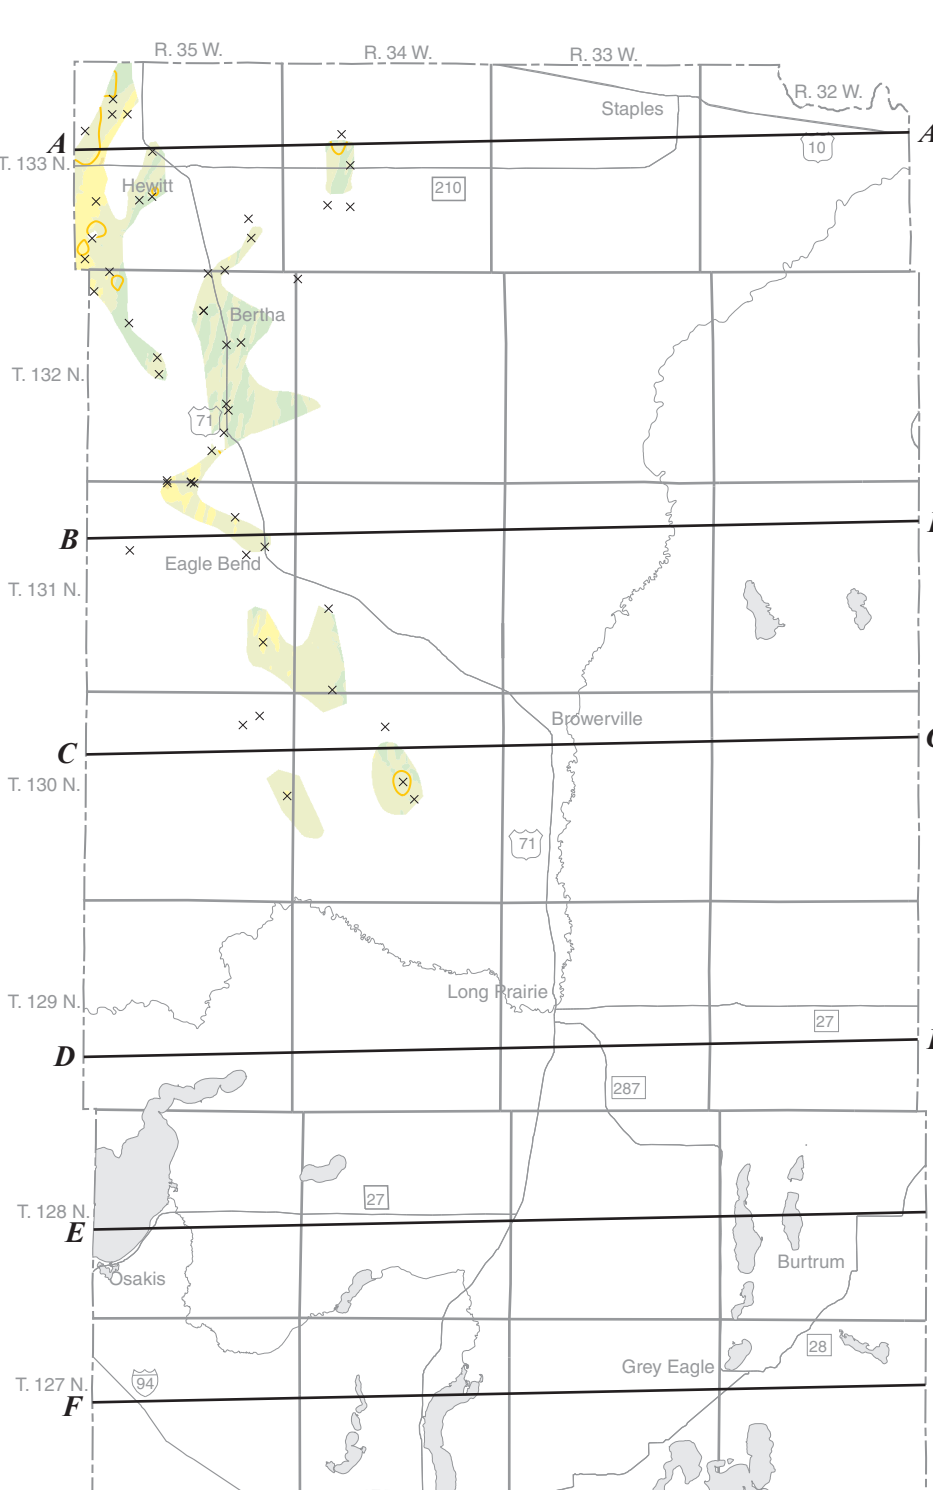 R. 35 W.
R. 34 W.
R. 33 W.
R. 32 W.
Staples
A
A
T. 133 N.
10
Hewitt
210
Bertha
T. 132 N.
71
B
Eagle Bend
T. 131 N.
Browerville
C
T. 130 N.
71
Long Prairie
T. 129 N.
27
D
287
27
T. 128 N.
E
Burtrum
Osakis
28
Grey Eagle
94
T. 127 N.
F